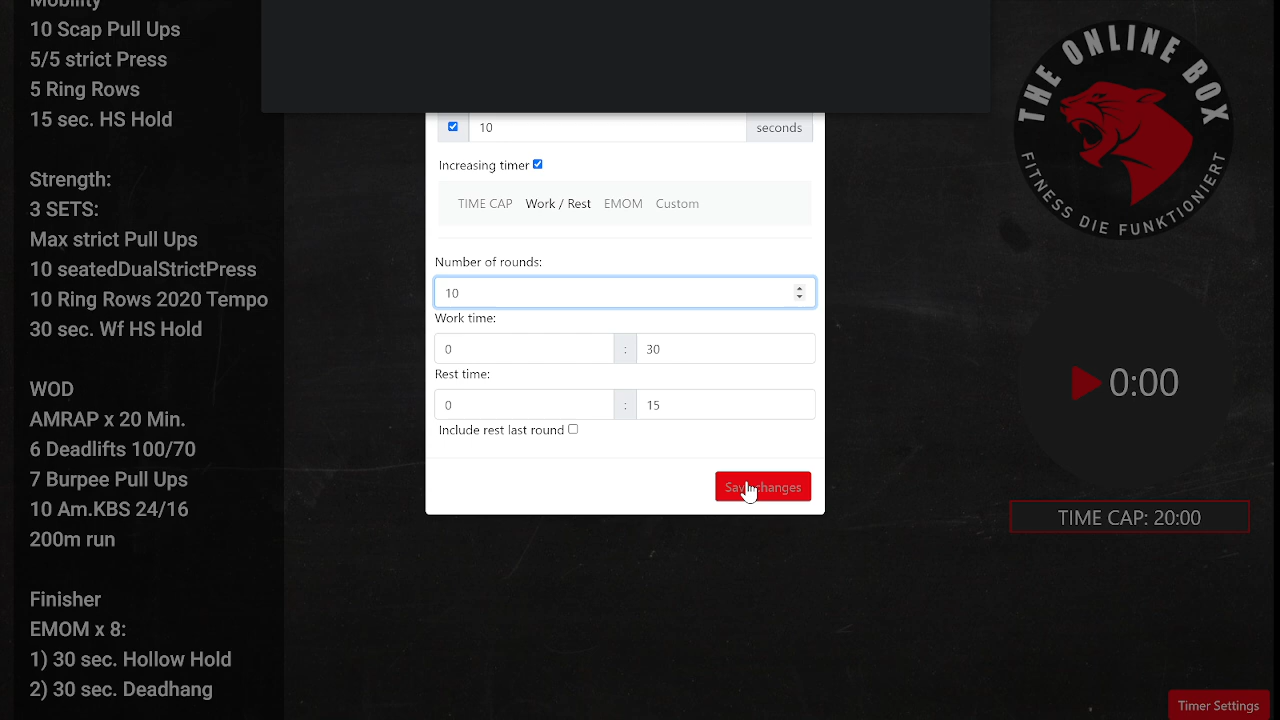 Mobility
10 Scap Pull Ups
5/5 strict Press
5 Ring Rows
15 sec. HS Hold
Strength:
3 SETS:
Max strict Pull Ups
10 seatedDualStrictPress
10 Ring Rows 2020 Tempo
30 sec. Wf HS Hold
WOD
AMRAP x 20 Min.
6 Deadlifts 100/70
7 Burpee Pull Ups
10 Am.KBS 24/16
200m run
Finisher
EMOM x 8:
1) 30 sec. Hollow Hold
2) 30 sec. Deadhang
10 seconds
Increasing timer
TIME CAP Work / Rest EMOM Custom
Number of rounds:
10
Work time:
0 : 30
Rest time:
0 : 15
Include rest last round
Save changes
THE ONLINE BOX
FITNESS DIE FUNKTIONIERT
0:00
TIME CAP: 20:00
Timer Settings